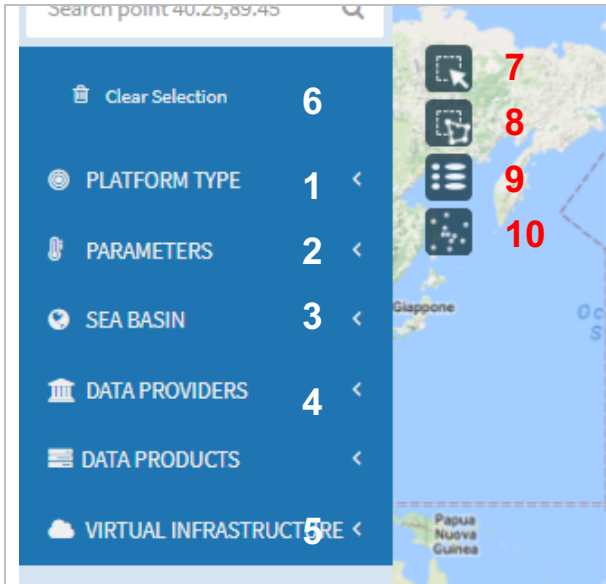 Search point 40.25,89.45
Clear Selection 6
PLATFORM TYPE 1
PARAMETERS 2
SEA BASIN 3
DATA PROVIDERS 4
DATA PRODUCTS
VIRTUAL INFRASTRUCTURE 5
7
8
9
10
Giappone
Papua
Nuova
Guinea